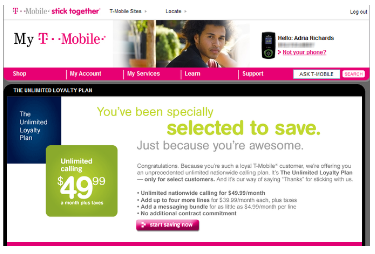 T··Mobile· stick together™ T-Mobile Sites Locate Log out
My T··Mobile·
Hello: Adria Richards
Not your phone?
Shop My Account My Services Learn Support ASK T-MOBILE SEARCH
THE UNLIMITED LOYALTY PLAN
The
Unlimited
Loyalty
Plan
You've been specially
selected to save.
Just because you're awesome.
Unlimited
calling
$49.99
a month plus taxes
Congratulations. Because you're such a loyal T-Mobile® customer, we're offering you
an unprecedented unlimited nationwide calling plan. It's The Unlimited Loyalty Plan
— only for select customers. And it's our way of saying "Thanks" for sticking with us.
• Unlimited nationwide calling for $49.99/month
• Add up to four more lines for $39.99/month each, plus taxes
• Add a messaging bundle for as little as $4.99/month per line
• No additional contract commitment
start saving now